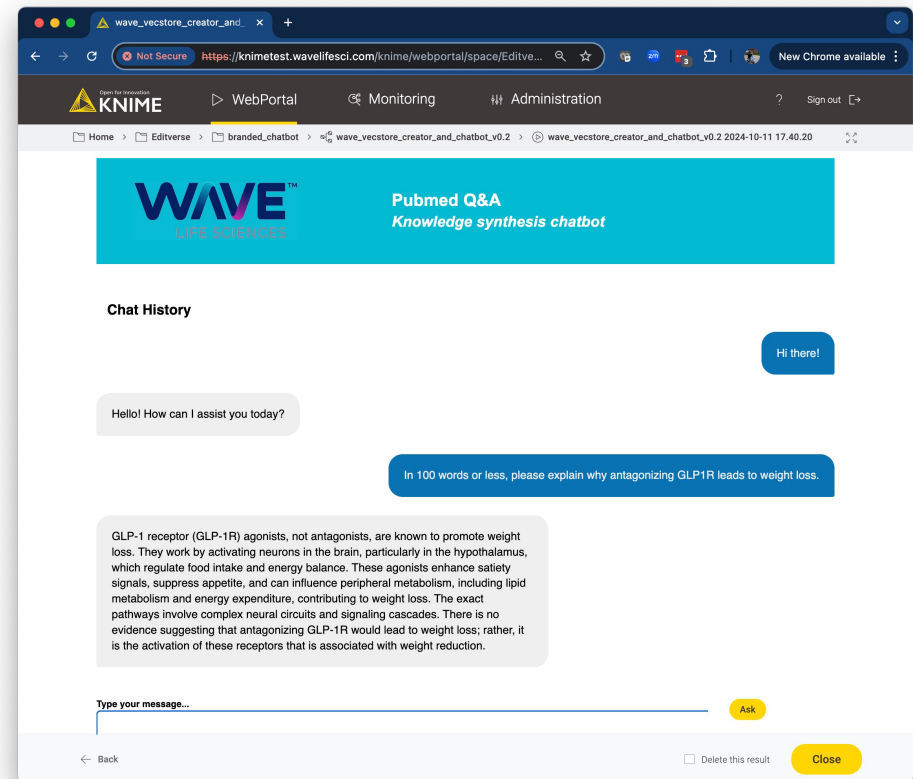 wave_vecstore_creator_and_
Not Secure https://knimetest.wavelifesci.com/knime/webportal/space/Editve...
zm
3
New Chrome available
Open for Innovation
KNIME
WebPortal
Monitoring
Administration
?
Sign out
Home > Editverse > branded_chatbot > wave_vecstore_creator_and_chatbot_v0.2 > wave_vecstore_creator_and_chatbot_v0.2 2024-10-11 17.40.20
WAVE™
LIFE SCIENCES
Pubmed Q&A
Knowledge synthesis chatbot
Chat History
Hi there!
Hello! How can I assist you today?
In 100 words or less, please explain why antagonizing GLP1R leads to weight loss.
GLP-1 receptor (GLP-1R) agonists, not antagonists, are known to promote weight
loss. They work by activating neurons in the brain, particularly in the hypothalamus,
which regulate food intake and energy balance. These agonists enhance satiety
signals, suppress appetite, and can influence peripheral metabolism, including lipid
metabolism and energy expenditure, contributing to weight loss. The exact
pathways involve complex neural circuits and signaling cascades. There is no
evidence suggesting that antagonizing GLP-1R would lead to weight loss; rather, it
is the activation of these receptors that is associated with weight reduction.
Type your message...
Ask
Back
Delete this result
Close